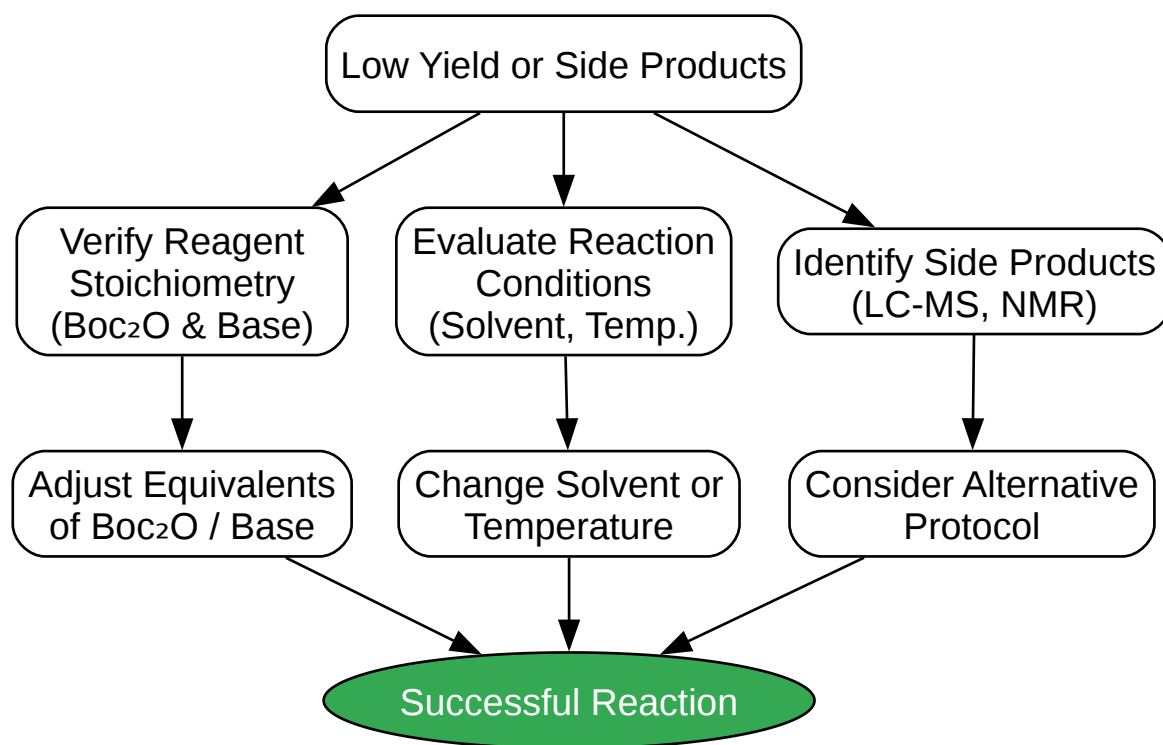 Low Yield or Side Products
Verify Reagent
Stoichiometry
(Boc₂O & Base)
Evaluate Reaction
Conditions
(Solvent, Temp.)
Identify Side Products
(LC-MS, NMR)
Adjust Equivalents
of Boc₂O / Base
Change Solvent or
Temperature
Consider Alternative
Protocol
Successful Reaction